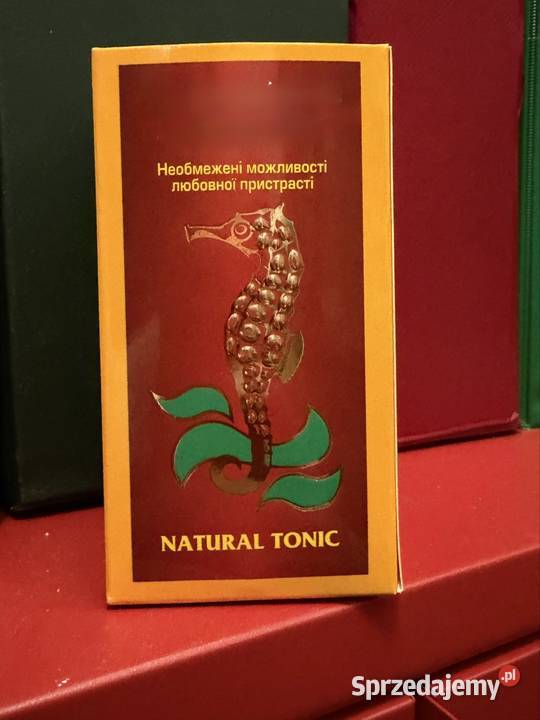 Необмежені можливості
любовної пристрасті
NATURAL TONIC
Sprzedajemy.pl